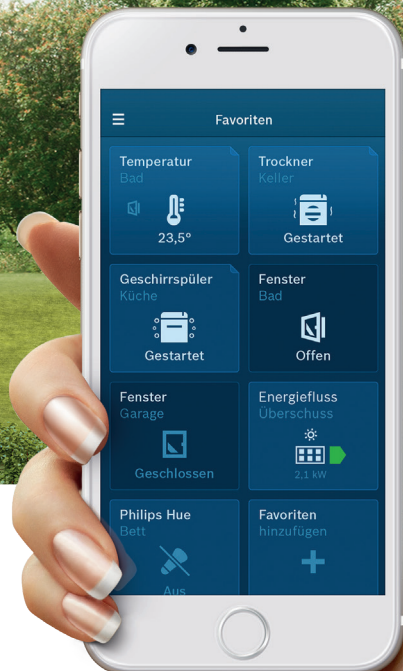 Favoriten
Temperatur
Bad
23,5°
Trockner
Keller
Gestartet
Geschirrspüler
Küche
Gestartet
Fenster
Bad
Offen
Fenster
Garage
Geschlossen
Energiefluss
Überschuss
2,1 kW
Philips Hue
Bett
Aus
Favoriten
hinzufügen